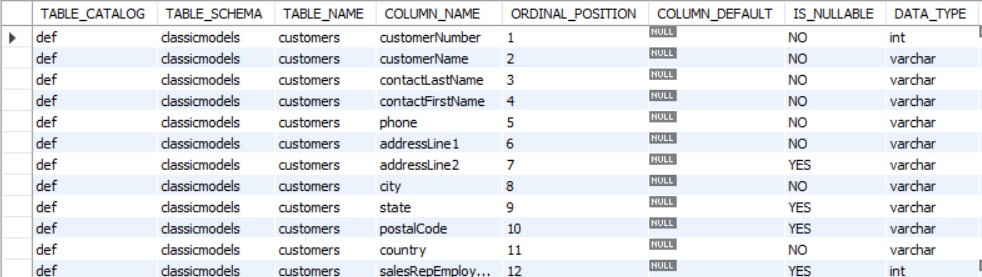 TABLE_CATALOG TABLE_SCHEMA TABLE_NAME COLUMN_NAME ORDINAL_POSITION COLUMN_DEFAULT IS_NULLABLE DATA_TYPE
def classicmodels customers customerNumber 1 NULL NO int
def classicmodels customers customerName 2 NULL NO varchar
def classicmodels customers contactLastName 3 NULL NO varchar
def classicmodels customers contactFirstName 4 NULL NO varchar
def classicmodels customers phone 5 NULL NO varchar
def classicmodels customers addressLine1 6 NULL NO varchar
def classicmodels customers addressLine2 7 NULL YES varchar
def classicmodels customers city 8 NULL NO varchar
def classicmodels customers state 9 NULL YES varchar
def classicmodels customers postalCode 10 NULL YES varchar
def classicmodels customers country 11 NULL NO varchar
def classicmodels customers salesRepEmploy... 12 NULL YES int